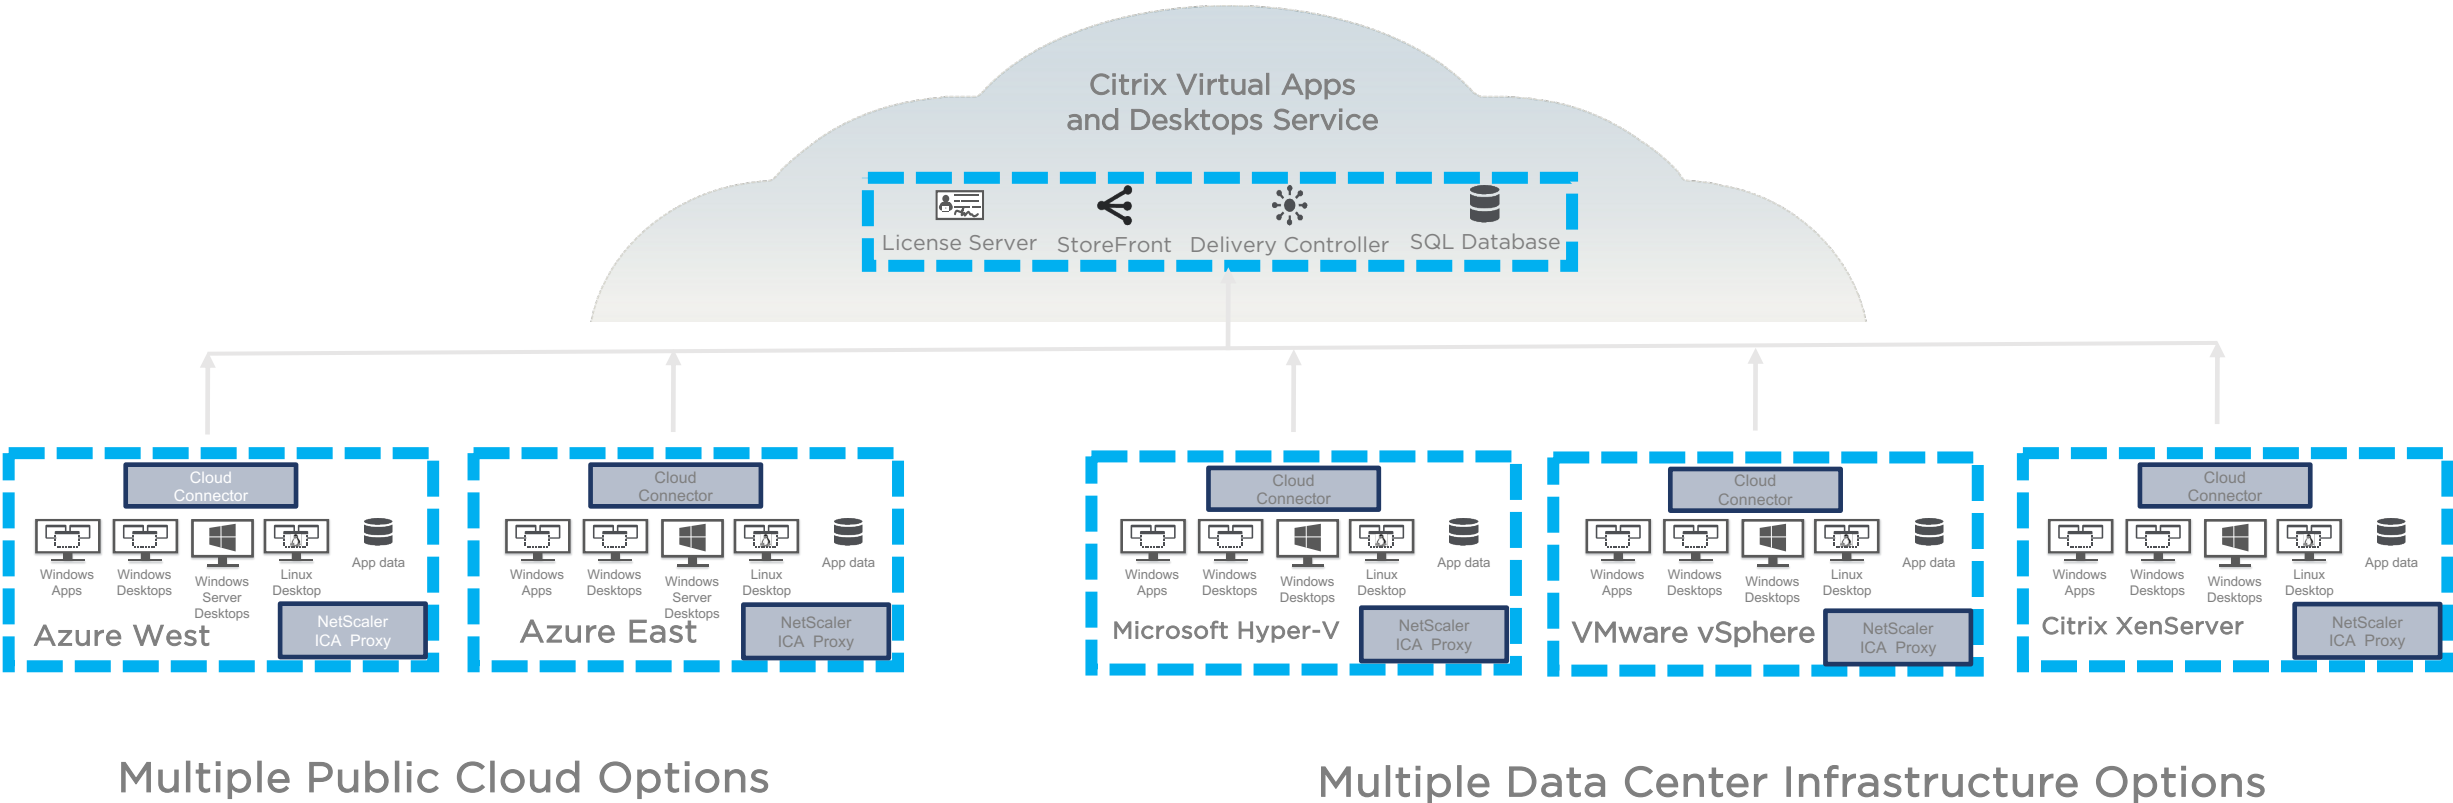 Citrix Virtual Apps
and Desktops Service
License Server
StoreFront
Delivery Controller
SQL Database
Cloud
Connector
Windows
Apps
Windows
Desktops
Windows
Server
Desktops
Linux
Desktop
App data
Azure West
NetScaler
ICA Proxy
Cloud
Connector
Windows
Apps
Windows
Desktops
Windows
Server
Desktops
Linux
Desktop
App data
Azure East
NetScaler
ICA Proxy
Cloud
Connector
Windows
Apps
Windows
Desktops
Windows
Desktops
Linux
Desktop
App data
Microsoft Hyper-V
NetScaler
ICA Proxy
Cloud
Connector
Windows
Apps
Windows
Desktops
Windows
Desktops
Linux
Desktop
App data
VMware vSphere
NetScaler
ICA Proxy
Cloud
Connector
Windows
Apps
Windows
Desktops
Windows
Desktops
Linux
Desktop
App data
Citrix XenServer
NetScaler
ICA Proxy
Multiple Public Cloud Options
Multiple Data Center Infrastructure Options